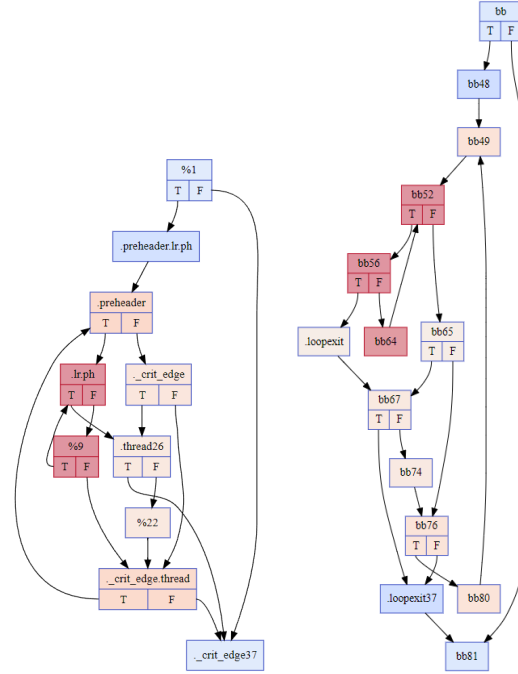 %1
T F
.preheader.lr.ph
.preheader
T F
.lr.ph
T F
._crit_edge
T F
%9
T F
.thread26
T F
%22
._crit_edge.thread
T F
._crit_edge37
bb
T F
bb48
bb49
bb52
T F
bb56
T F
.loopexit
bb64
bb65
T F
bb67
T F
bb74
bb76
T F
.loopexit37
bb80
bb81